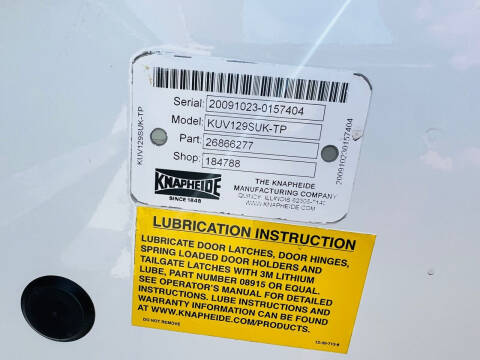 Serial: 20091023-0157404
Model: KUV129SUK-TP
Part: 26866277
Shop: 184788
KUV129SUK-TP
200910230157404
KNAPHEIDE
SINCE 1848
THE KNAPHEIDE
MANUFACTURING COMPANY
QUINCY, ILLINOIS
WWW.KNAPHEIDE.COM
LUBRICATION INSTRUCTION
LUBRICATE DOOR LATCHES, DOOR HINGES,
SPRING LOADED DOOR HOLDERS AND
TAILGATE LATCHES WITH 3M LITHIUM
LUBE, PART NUMBER 08915 OR EQUAL.
SEE OPERATOR'S MANUAL FOR DETAILED
INSTRUCTIONS. LUBE INSTRUCTIONS AND
WARRANTY INFORMATION CAN BE FOUND
AT WWW.KNAPHEIDE.COM/PRODUCTS.
DO NOT REMOVE